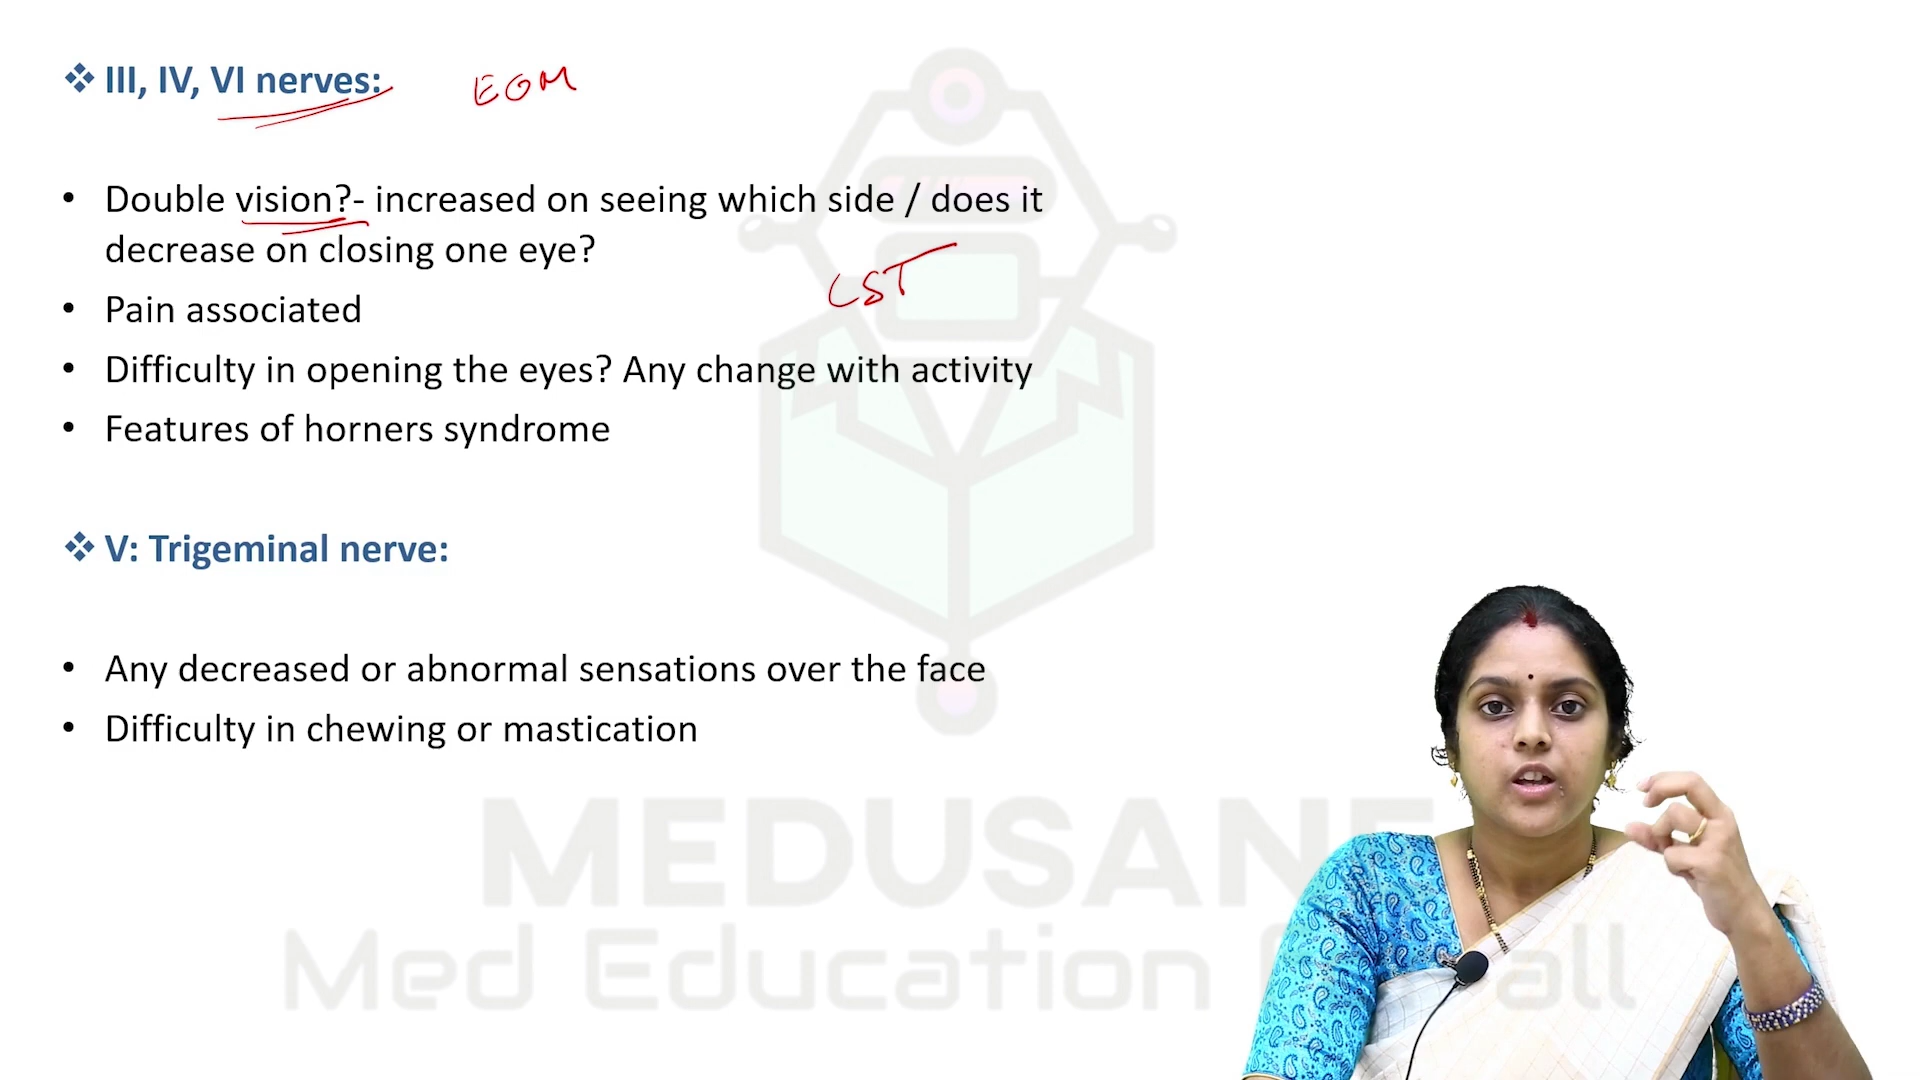 ❖ III, IV, VI nerves:
EOM
• Double vision?- increased on seeing which side / does it
decrease on closing one eye?
CST
• Pain associated
• Difficulty in opening the eyes? Any change with activity
• Features of horners syndrome
❖ V: Trigeminal nerve:
• Any decreased or abnormal sensations over the face
• Difficulty in chewing or mastication
MEDUSANE
Med Education all